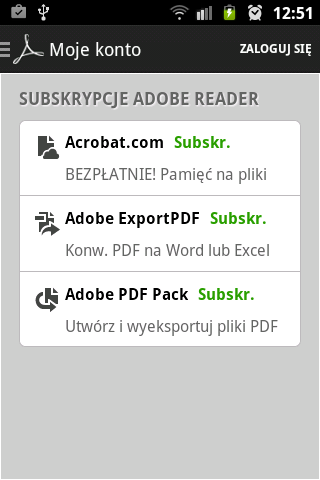 12:51
Moje konto
ZALOGUJ SIĘ
SUBSKRYPCJE ADOBE READER
Acrobat.com Subskr.
BEZPŁATNIE! Pamięć na pliki
Adobe ExportPDF Subskr.
Konw. PDF na Word lub Excel
Adobe PDF Pack Subskr.
Utwórz i wyeksportuj pliki PDF